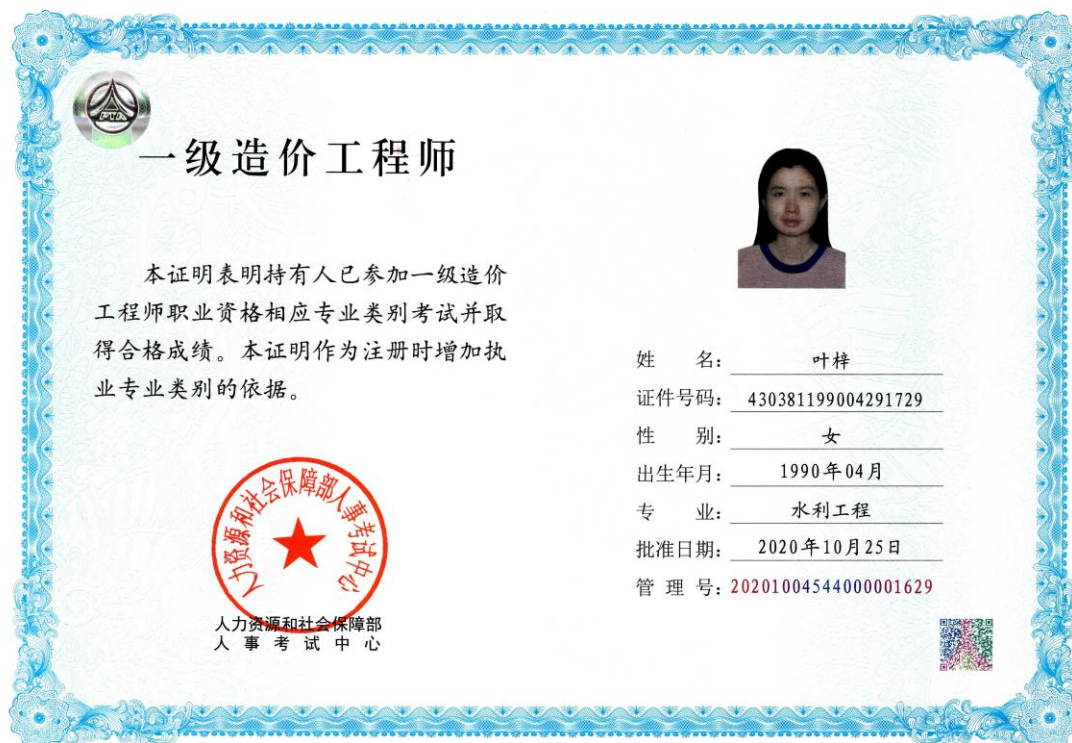 PTA
一级造价工程师
本证明表明持有人已参加一级造价
工程师职业资格相应专业类别考试并取
得合格成绩。本证明作为注册时增加执
业专业类别的依据。
人力资源和社会保障部人事考试中心
人力资源和社会保障部
人事考试中心
姓名：叶梓
证件号码：430381199004291729
性别：女
出生年月：1990年04月
专业：水利工程
批准日期：2020年10月25日
管理号：20201004544000001629